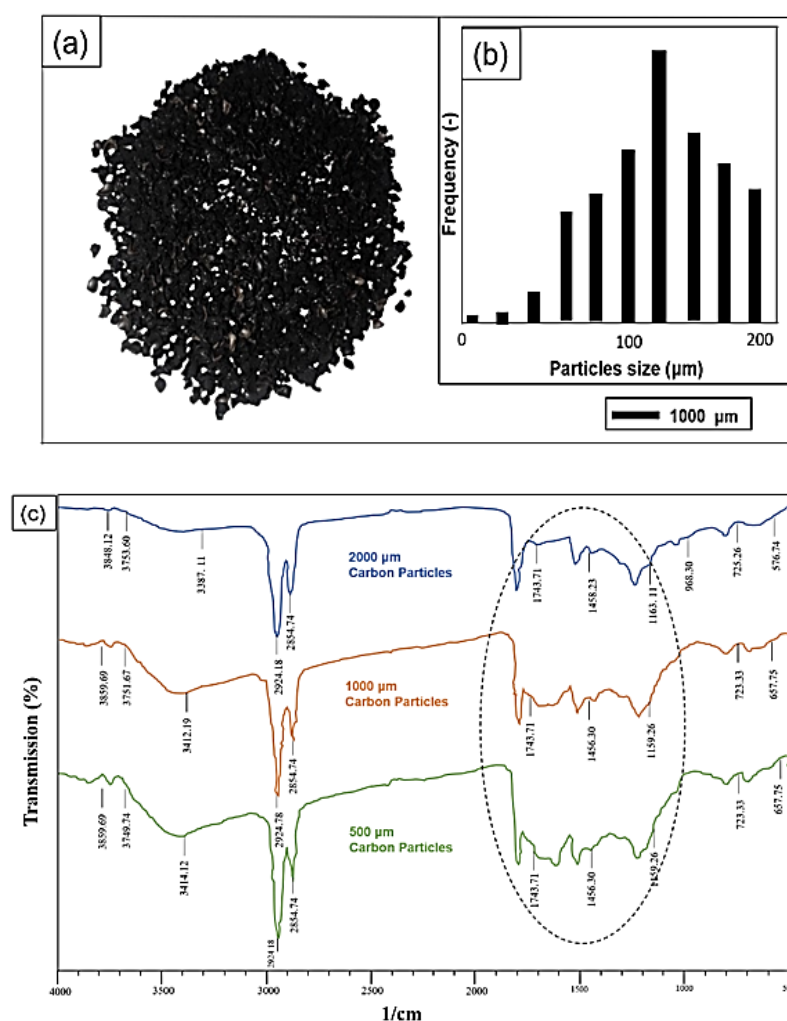 (a)
(b)
Frequency (-)
0
100
200
Particles size (µm)
1000 µm
(c)
Transmission (%)
3848.12
3753.60
3387. 11
2924.18
2854.74
2000 µm
Carbon Particles
1743.71
1458.23
1163. 11
968.30
725.26
576.74
3859.69
3751.67
3412.19
2924.78
2854.74
1000 µm
Carbon Particles
1743.71
1456.30
1159.26
723.33
657.75
3859.69
3749.74
3414.12
2924.18
2854.74
500 µm
Carbon Particles
1743.71
1456.30
1159.26
723.33
657.75
4000
3500
3000
2500
2000
1500
1000
1/cm